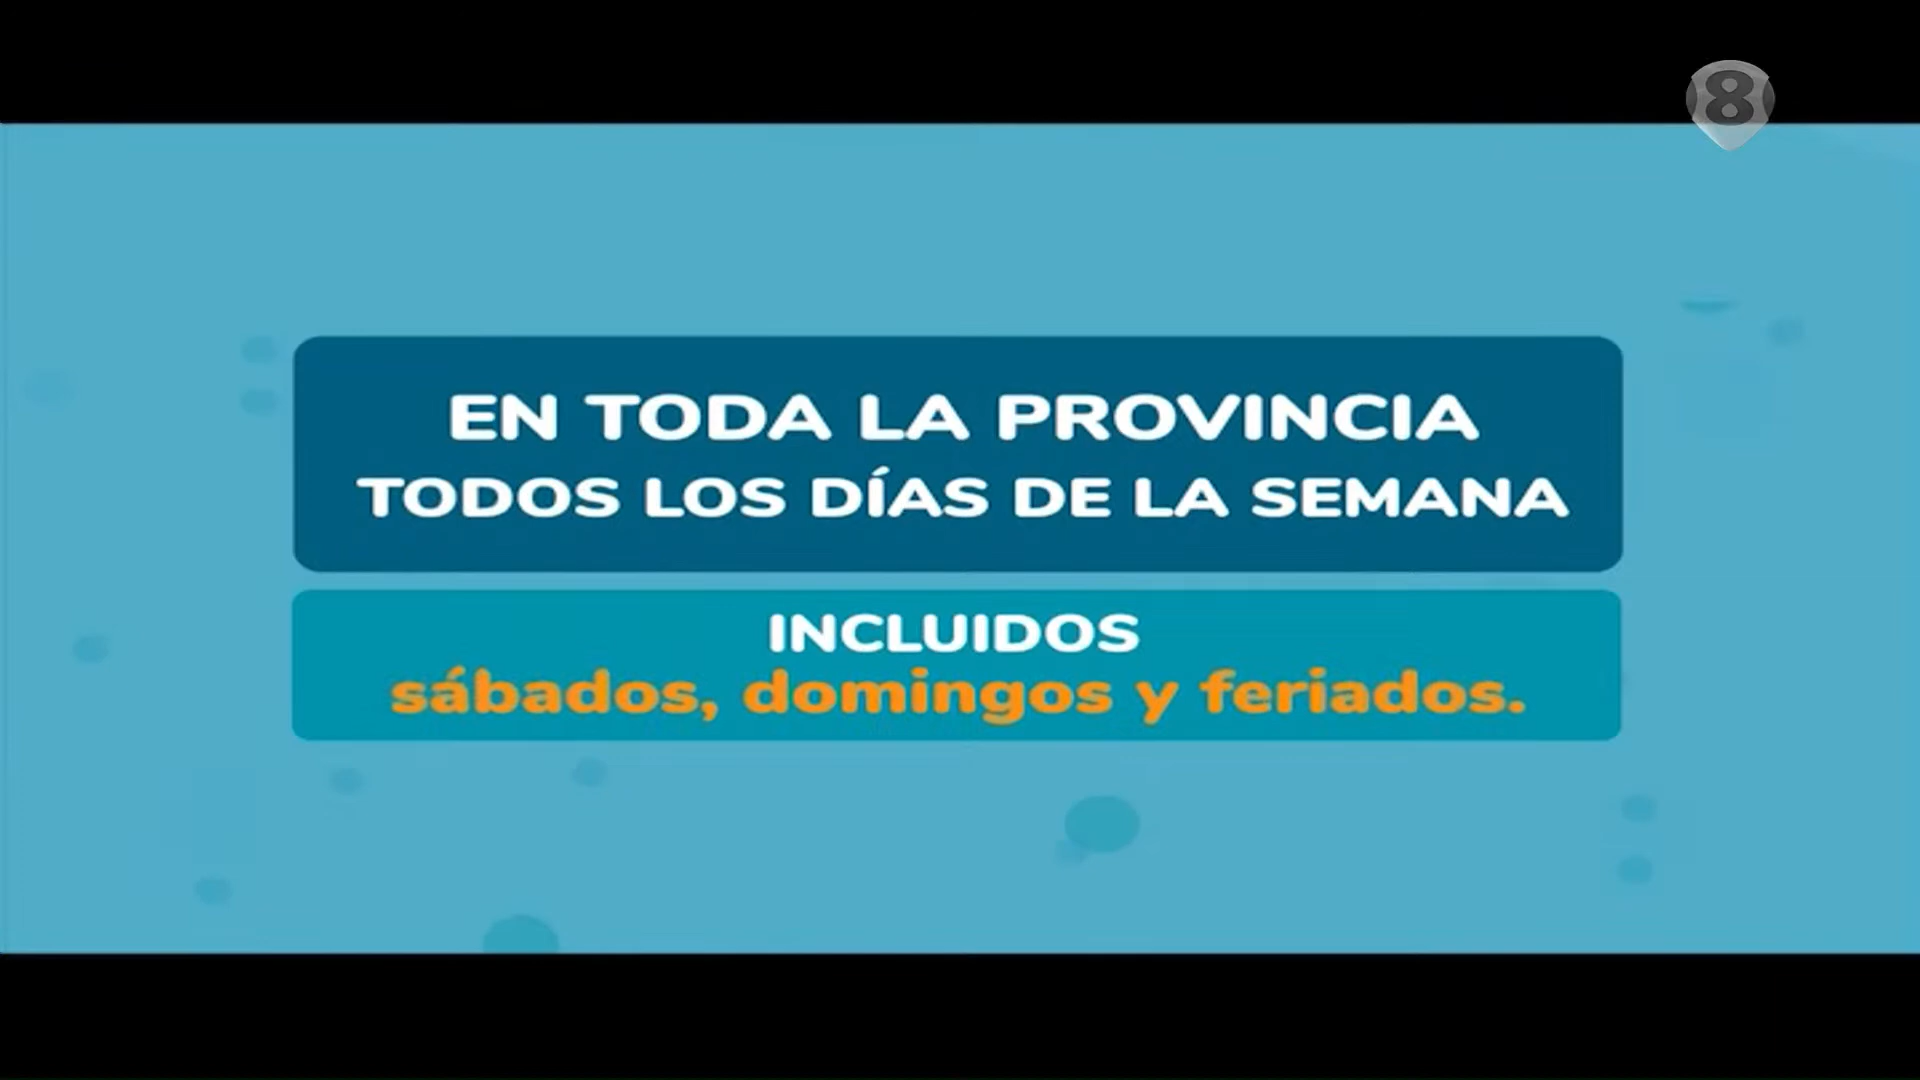 8
EN TODA LA PROVINCIA
TODOS LOS DÍAS DE LA SEMANA
INCLUIDOS
sábados, domingos y feriados.